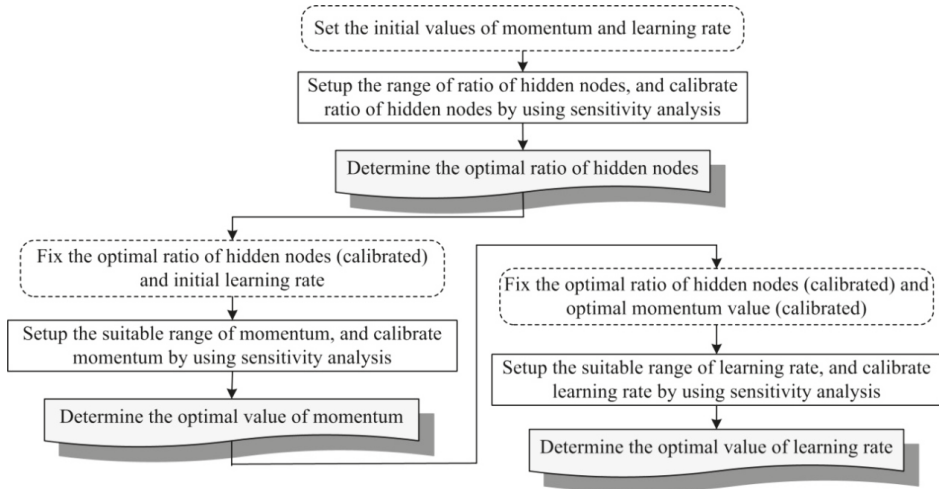 Set the initial values of momentum and learning rate
Setup the range of ratio of hidden nodes, and calibrate
ratio of hidden nodes by using sensitivity analysis
Determine the optimal ratio of hidden nodes
Fix the optimal ratio of hidden nodes (calibrated)
and initial learning rate
Setup the suitable range of momentum, and calibrate
momentum by using sensitivity analysis
Determine the optimal value of momentum
Fix the optimal ratio of hidden nodes (calibrated) and
optimal momentum value (calibrated)
Setup the suitable range of learning rate, and calibrate
learning rate by using sensitivity analysis
Determine the optimal value of learning rate